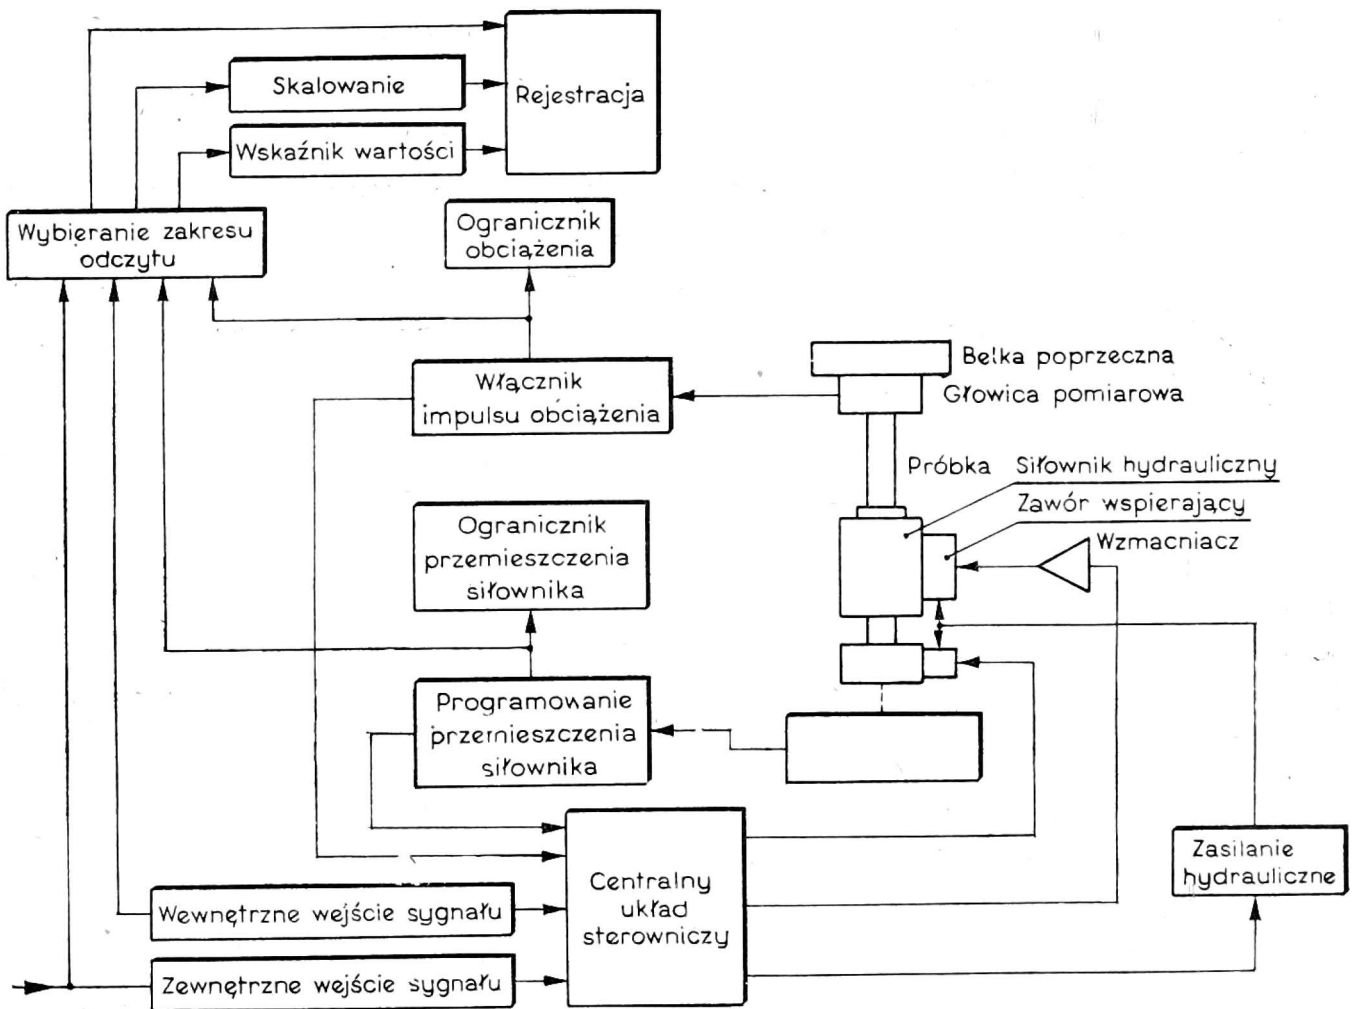 Skalowanie
Rejestracja
Wskaźnik wartości
Wybieranie zakresu
odczytu
Ogranicznik
obciążenia
Włącznik
impulsu obciążenia
Belka poprzeczna
Głowica pomiarowa
Próbka
Siłownik hydrauliczny
Zawór wspierający
Wzmacniacz
Ogranicznik
przemieszczenia
siłownika
Programowanie
przemieszczenia
siłownika
Centralny
układ
sterowniczy
Zasilanie
hydrauliczne
Wewnętrzne wejście sygnału
Zewnętrzne wejście sygnału